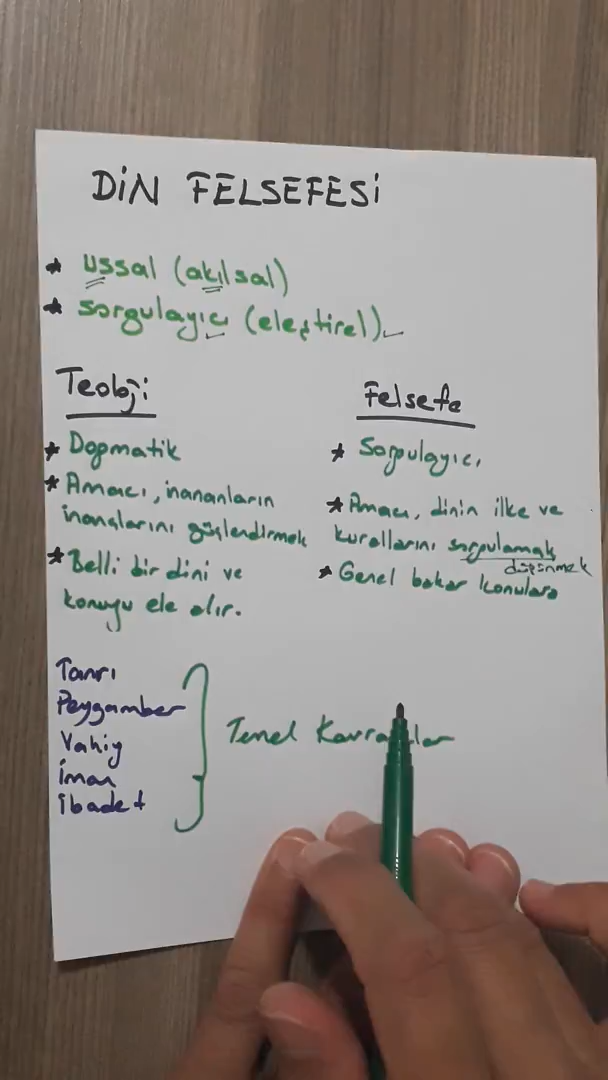 DİN FELSEFESİ
* ussal (akılsal)
* sorgulayıcı (eleştirel)
Teoloji
* Dogmatik
* Amacı, inananların
inançlarını güçlendirmek
* Belli bir dini ve
konuyu ele alır.
Felsefe
* Sorgulayıcı,
* Amacı, dinin ilke ve
kurallarını sorgulamak
düşünmek
* Genel bakar konulara
Tanrı
Peygamber
Vahiy
İman
İbadet
Temel Kavramlar